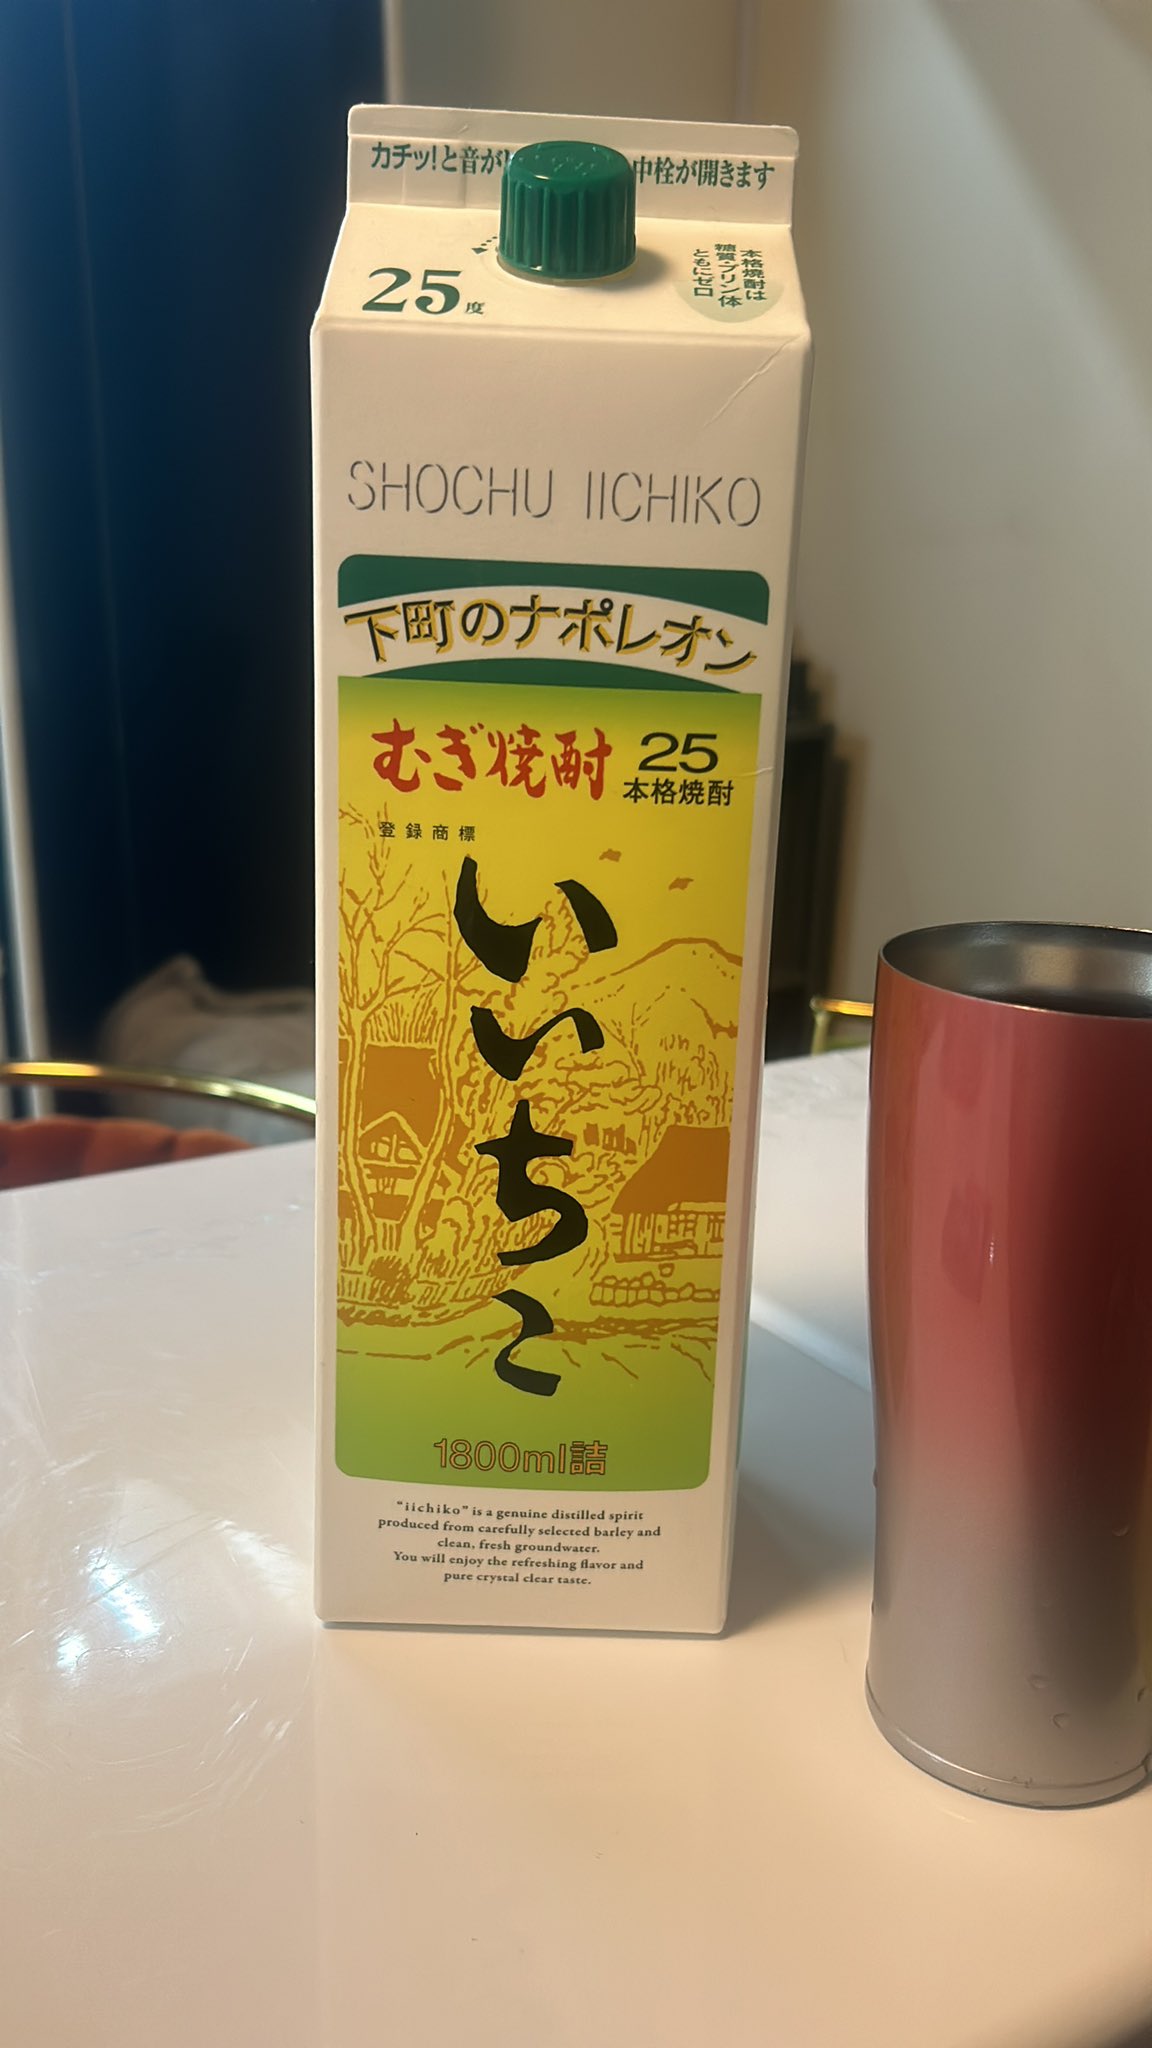 カチッ!と音が
中栓が開きます
25度
本格焼酎は
糖質・プリン体
ともにゼロ
SHOCHU IICHIKO
下町のナポレオン
むぎ焼酎
25
本格焼酎
登録商標
いいちこ
1800ml詰
"iichiko" is a genuine distilled spirit
produced from carefully selected barley and
clean, fresh groundwater.
You will enjoy the refreshing flavor and
pure crystal clear taste.